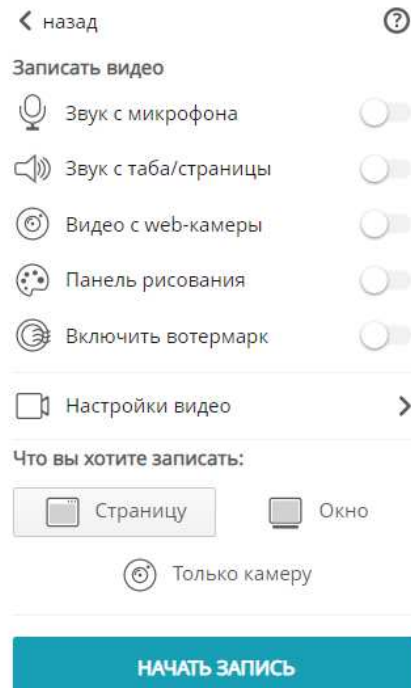 назад
?
Записать видео
Звук с микрофона
Звук с таба/страницы
Видео с web-камеры
Панель рисования
Включить вотермарк
Настройки видео
Что вы хотите записать:
Страницу Окно
Только камеру
НАЧАТЬ ЗАПИСЬ